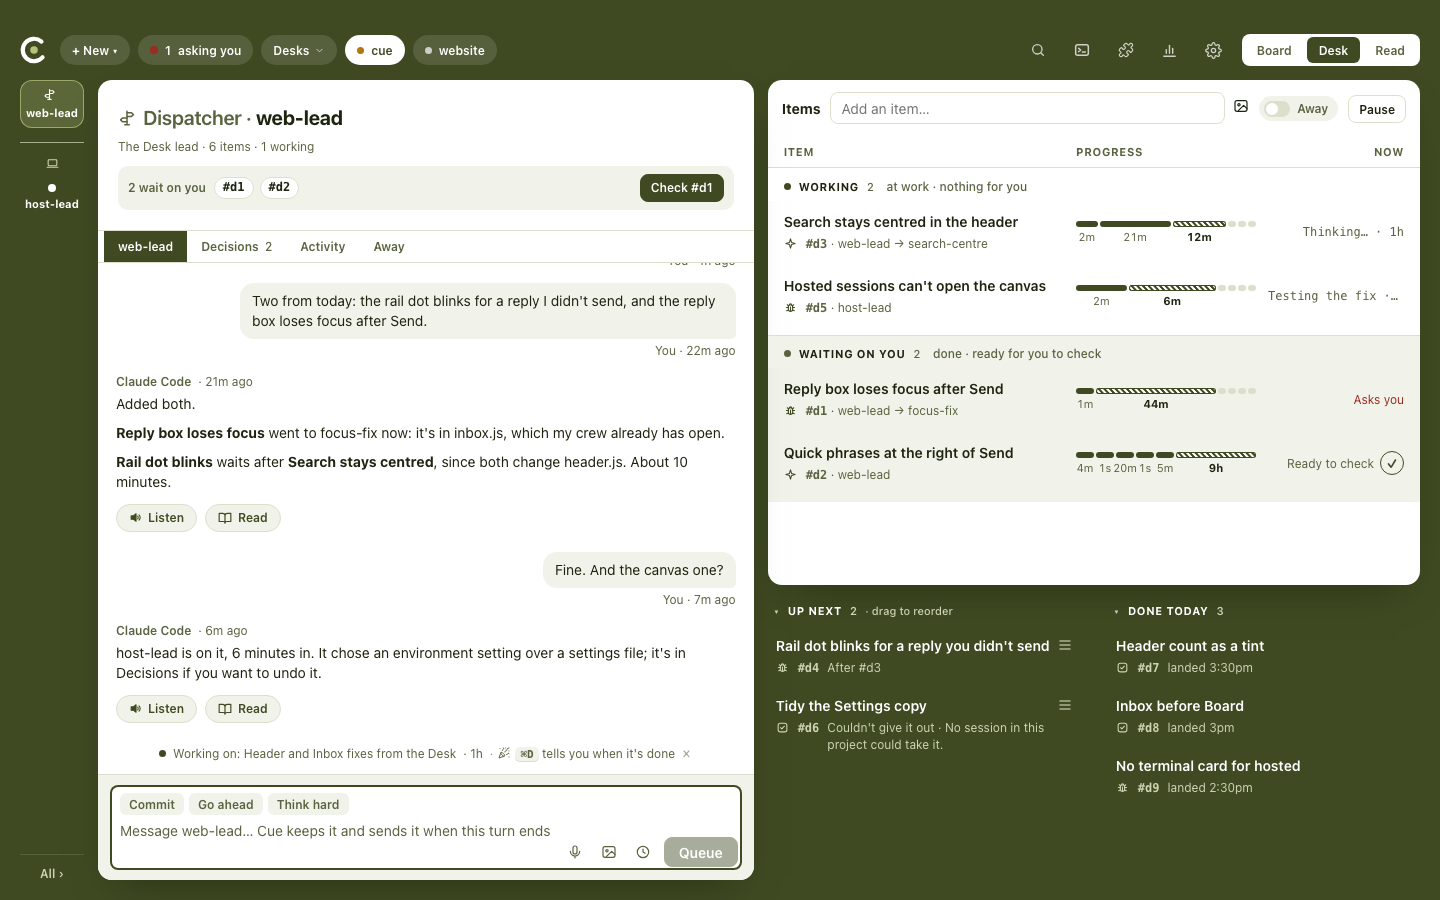 + New
1 asking you
Desks
cue
website
Board
Desk
Read
web-lead
host-lead
All ›
Dispatcher · web-lead
The Desk lead · 6 items · 1 working
2 wait on you #d1 #d2
Check #d1
web-lead
Decisions 2
Activity
Away
Two from today: the rail dot blinks for a reply I didn't send, and the reply
box loses focus after Send.
You · 22m ago
Claude Code · 21m ago
Added both.
Reply box loses focus went to focus-fix now: it's in inbox.js, which my crew already has open.
Rail dot blinks waits after Search stays centred, since both change header.js. About 10
minutes.
Listen
Read
Fine. And the canvas one?
You · 7m ago
Claude Code · 6m ago
host-lead is on it, 6 minutes in. It chose an environment setting over a settings file; it's in
Decisions if you want to undo it.
Listen
Read
Working on: Header and Inbox fixes from the Desk · 1h · ⌘D tells you when it's done ×
Commit
Go ahead
Think hard
Message web-lead… Cue keeps it and sends it when this turn ends
Queue
Items
Add an item…
Away
Pause
ITEM
PROGRESS
NOW
WORKING 2 at work · nothing for you
Search stays centred in the header
#d3 · web-lead → search-centre
2m 21m 12m
Thinking… · 1h
Hosted sessions can't open the canvas
#d5 · host-lead
2m 6m
Testing the fix ·…
WAITING ON YOU 2 done · ready for you to check
Reply box loses focus after Send
#d1 · web-lead → focus-fix
1m 44m
Asks you
Quick phrases at the right of Send
#d2 · web-lead
4m 1s 20m 1s 5m 9h
Ready to check
UP NEXT 2 · drag to reorder
Rail dot blinks for a reply you didn't send
#d4 After #d3
Tidy the Settings copy
#d6 Couldn't give it out · No session in this
project could take it.
DONE TODAY 3
Header count as a tint
#d7 landed 3:30pm
Inbox before Board
#d8 landed 3pm
No terminal card for hosted
#d9 landed 2:30pm